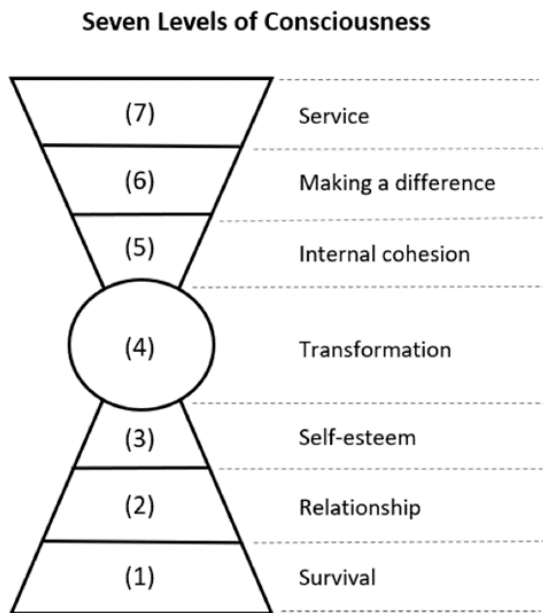 Seven Levels of Consciousness
(7) Service
(6) Making a difference
(5) Internal cohesion
(4) Transformation
(3) Self-esteem
(2) Relationship
(1) Survival